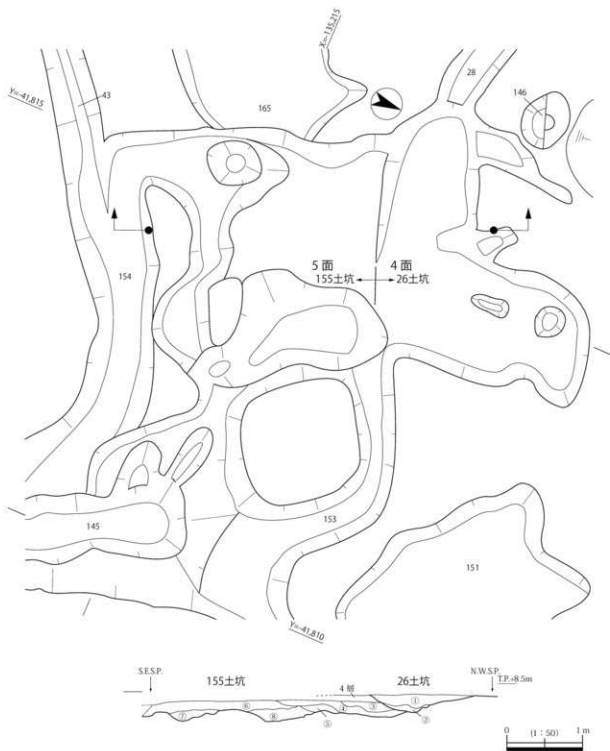 X=-135,215
Y=-41,815
43
28
165
146
5 面 4 面
155土坑 26土坑
154
145
153
151
Y=-41,810
S.E.S.P.
155土坑
4 層
26土坑
N.W.S.P.
T.P.+8.5m
① ② ③ ④ ⑤ ⑥ ⑦ ⑧
0 (1：50) 1 m